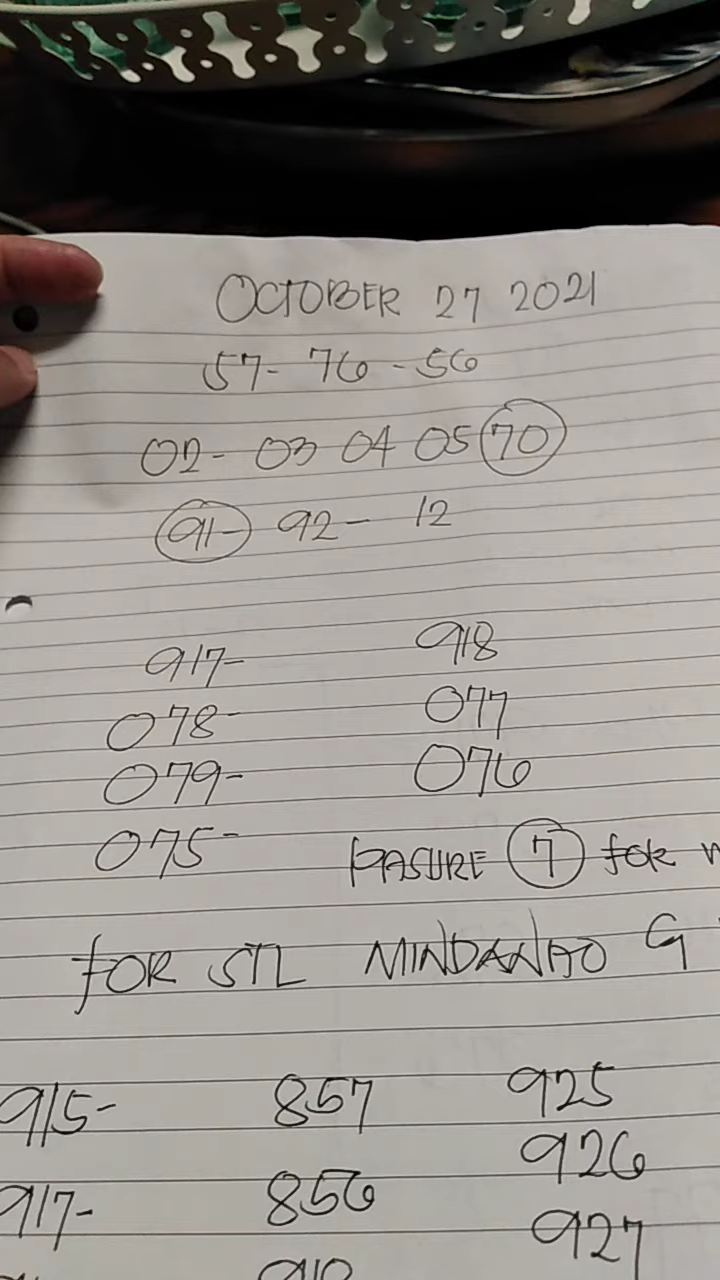 OCTOBER 27 2021
57- 76 - 56
02- 03 04 05 70
91- 92- 12
917- 918
078- 077
079- 076
075- PASURE 7 for
FOR STL MINDANAO G
915- 857 925
926
917- 856
927